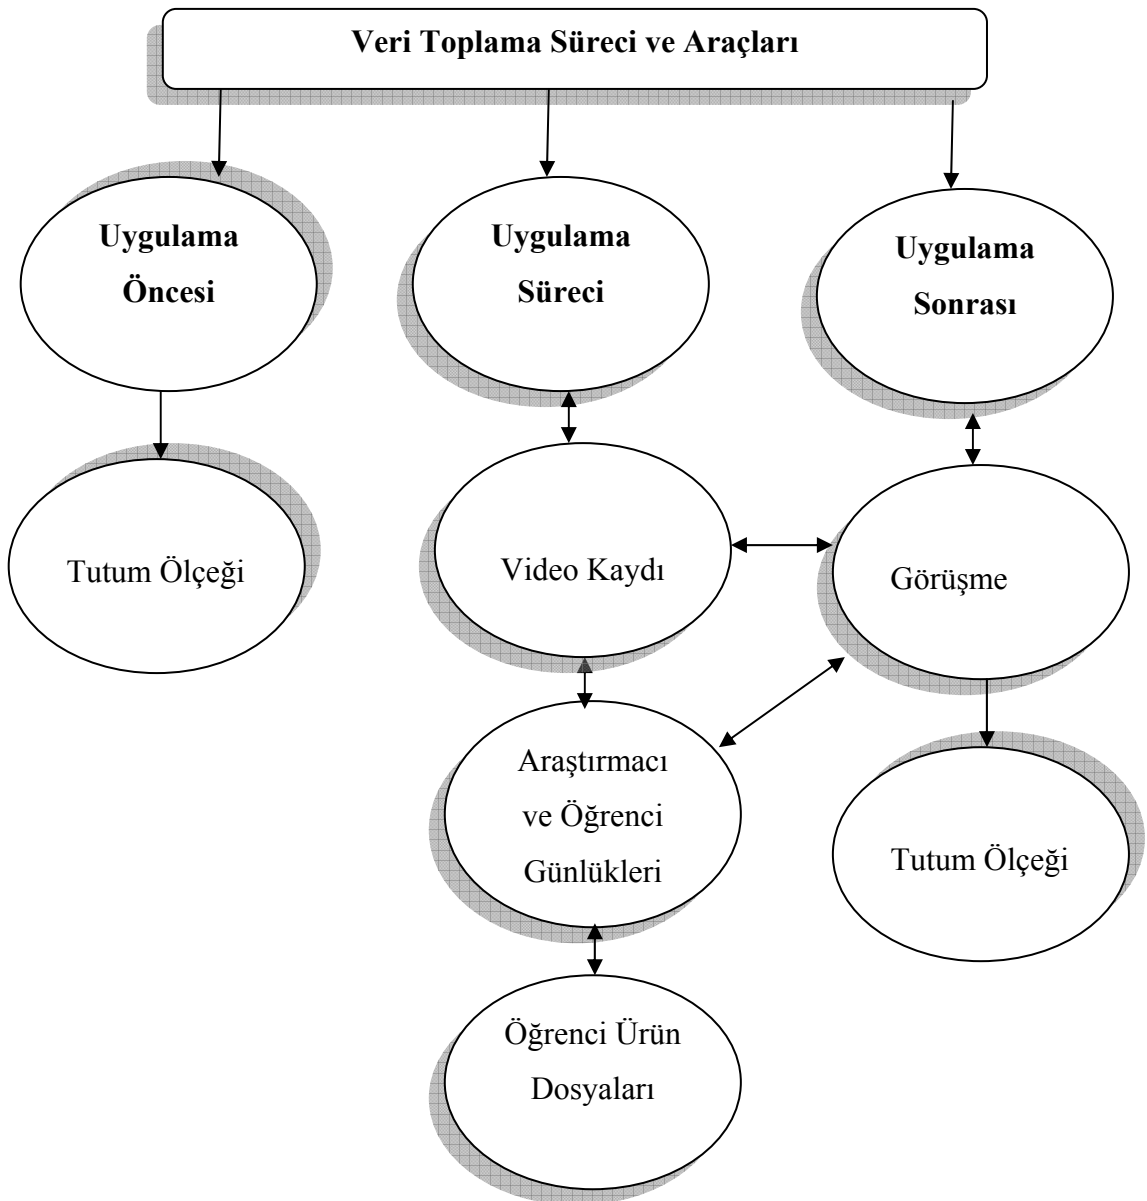 Veri Toplama Süreci ve Araçları
Uygulama
Öncesi
Uygulama
Süreci
Uygulama
Sonrası
Tutum Ölçeği
Video Kaydı
Görüşme
Araştırmacı
ve Öğrenci
Günlükleri
Tutum Ölçeği
Öğrenci Ürün
Dosyaları